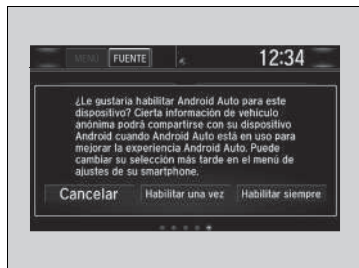 MENÚ FUENTE 12:34
¿Le gustaría habilitar Android Auto para este
dispositivo? Cierta información de vehículo
anónima podrá compartirse con su dispositivo
Android cuando Android Auto está en uso para
mejorar la experiencia Android Auto. Puede
cambiar su selección más tarde en el menú de
ajustes de su smartphone.
Cancelar Habilitar una vez Habilitar siempre